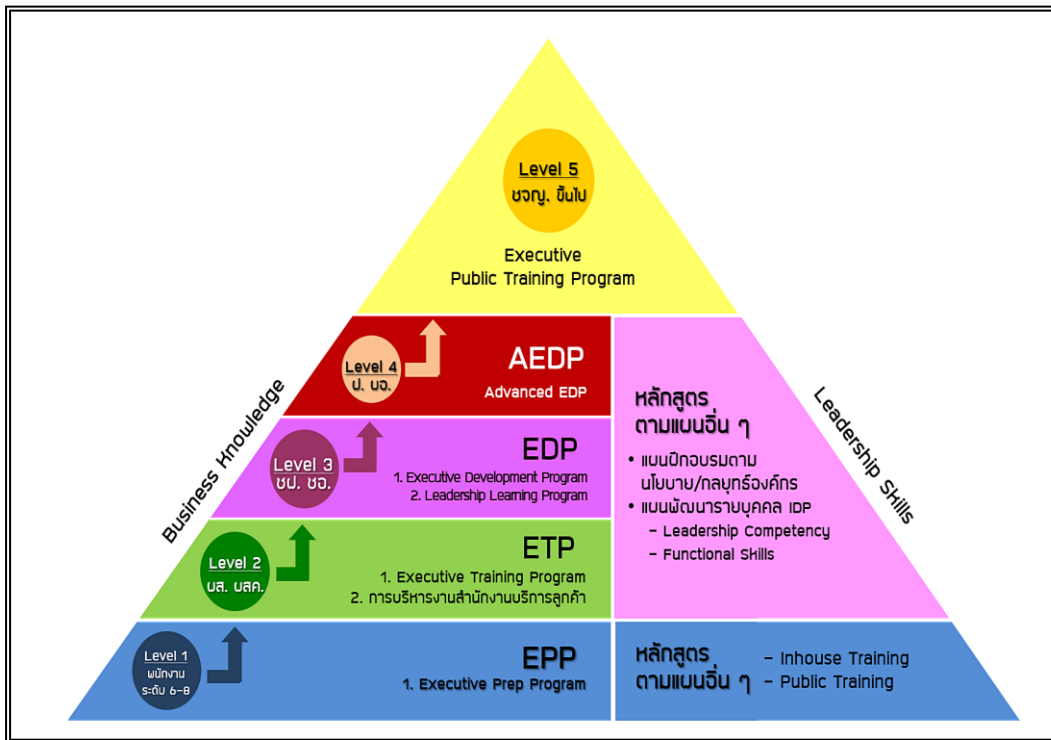 Level 5
ชจญ. ขึ้นไป
Executive
Public Training Program
Business Knowledge
Leadership Skills
Level 4
ป. ผอ.
AEDP
Advanced EDP
Level 3
ชฝ. ชอ.
EDP
1. Executive Development Program
2. Leadership Learning Program
Level 2
ผส. ผสค.
ETP
1. Executive Training Program
2. การบริหารงานสำนักงานบริการลูกค้า
หลักสูตร
ตามแผนอื่น ๆ
• แผนฝึกอบรมตาม
นโยบาย/กลยุทธ์องค์กร
• แผนพัฒนารายบุคคล IDP
– Leadership Competency
– Functional Skills
Level 1
พนักงาน
ระดับ 6-8
EPP
1. Executive Prep Program
หลักสูตร
ตามแผนอื่น ๆ
– Inhouse Training
– Public Training